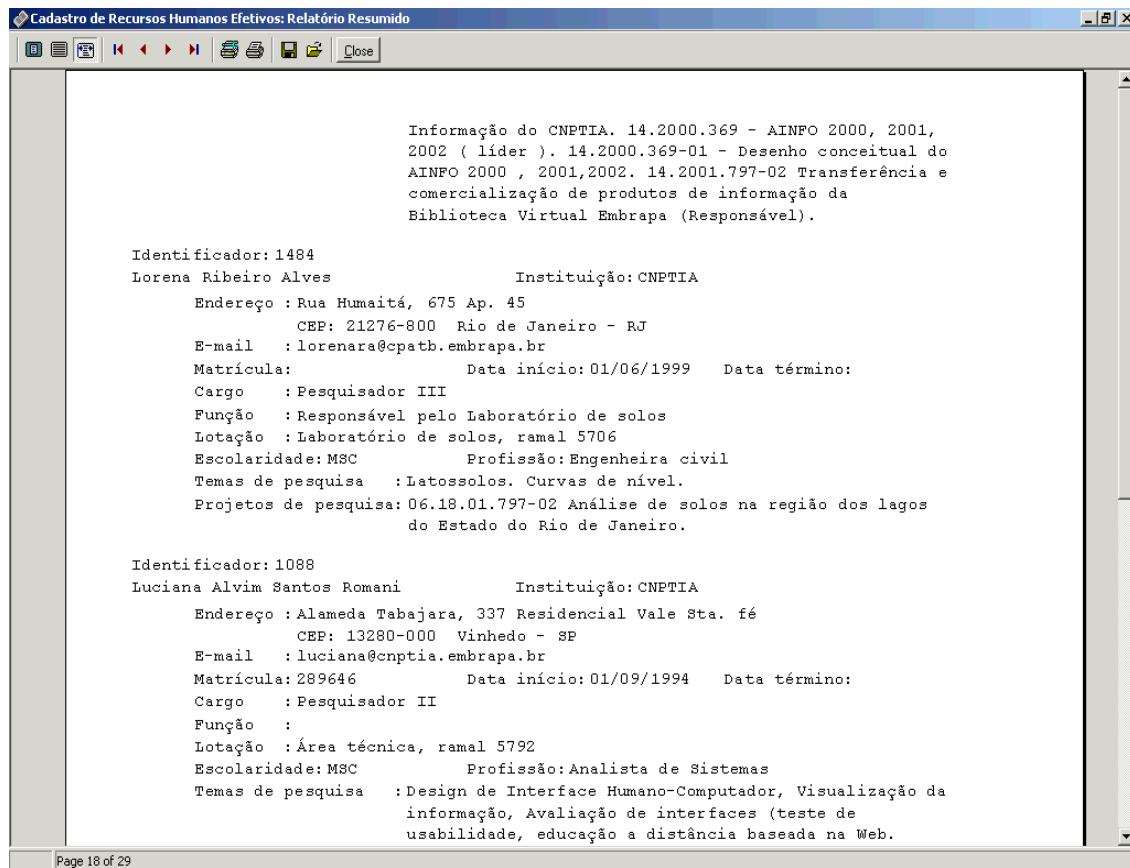 Cadastro de Recursos Humanos Efetivos: Relatório Resumido
Close
Informação do CNPTIA. 14.2000.369 - AINFO 2000, 2001,
2002 ( líder ). 14.2000.369-01 - Desenho conceitual do
AINFO 2000 , 2001,2002. 14.2001.797-02 Transferência e
comercialização de produtos de informação da
Biblioteca Virtual Embrapa (Responsável).
Identificador: 1484
Lorena Ribeiro Alves Instituição: CNPTIA
Endereço : Rua Humaitá, 675 Ap. 45
CEP: 21276-800 Rio de Janeiro - RJ
E-mail : lorenara@cpatb.embrapa.br
Matrícula: Data início: 01/06/1999 Data término:
Cargo : Pesquisador III
Função : Responsável pelo Laboratório de solos
Lotação : Laboratório de solos, ramal 5706
Escolaridade: MSC Profissão: Engenheira civil
Temas de pesquisa : Latossolos. Curvas de nível.
Projetos de pesquisa: 06.18.01.797-02 Análise de solos na região dos lagos
do Estado do Rio de Janeiro.
Identificador: 1088
Luciana Alvim Santos Romani Instituição: CNPTIA
Endereço : Alameda Tabajara, 337 Residencial Vale Sta. fé
CEP: 13280-000 Vinhedo - SP
E-mail : luciana@cnptia.embrapa.br
Matrícula: 289646 Data início: 01/09/1994 Data término:
Cargo : Pesquisador II
Função :
Lotação : Área técnica, ramal 5792
Escolaridade: MSC Profissão: Analista de Sistemas
Temas de pesquisa : Design de Interface Humano-Computador, Visualização da
informação, Avaliação de interfaces (teste de
usabilidade, educação a distância baseada na Web.
Page 18 of 29